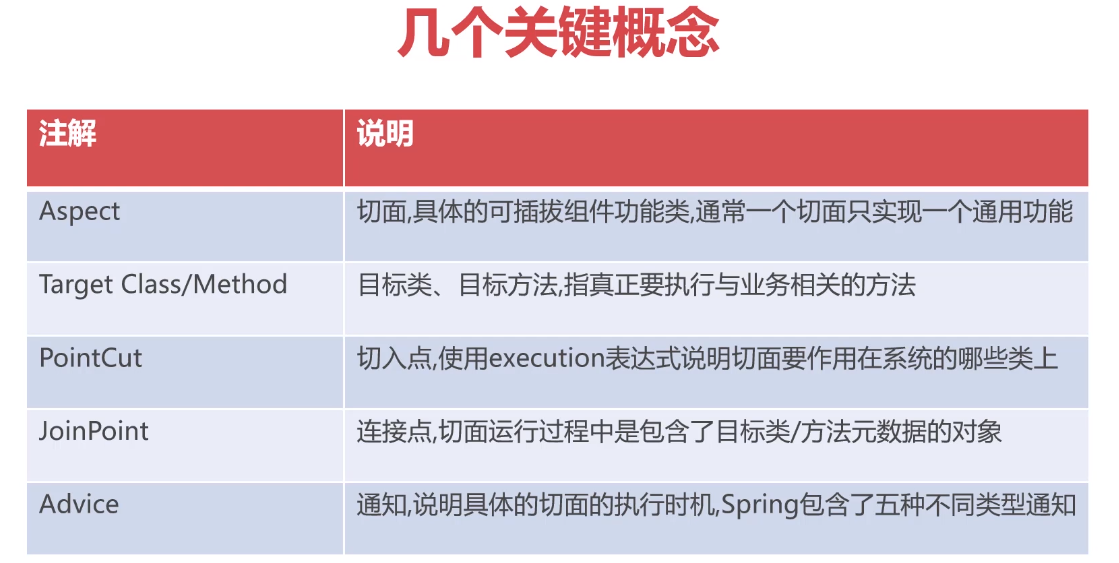 几个关键概念
注解 说明
Aspect 切面,具体的可插拔组件功能类,通常一个切面只实现一个通用功能
Target Class/Method 目标类、目标方法,指真正要执行与业务相关的方法
PointCut 切入点,使用execution表达式说明切面要作用在系统的哪些类上
JoinPoint 连接点,切面运行过程中是包含了目标类/方法元数据的对象
Advice 通知,说明具体的切面的执行时机,Spring包含了五种不同类型通知